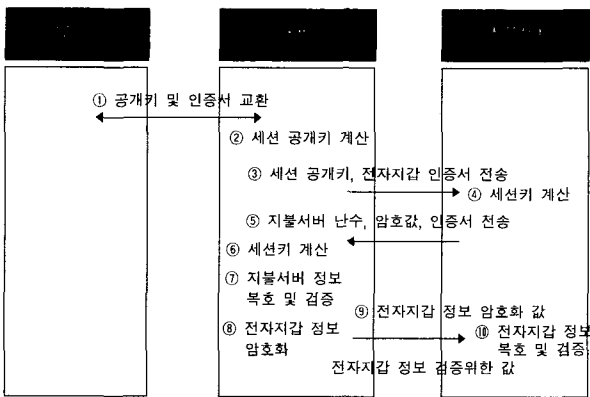 ① 공개키 및 인증서 교환
② 세션 공개키 계산
③ 세션 공개키, 전자지갑 인증서 전송
④ 세션키 계산
⑤ 지불서버 난수, 암호값, 인증서 전송
⑥ 세션키 계산
⑦ 지불서버 정보
복호 및 검증
⑧ 전자지갑 정보
암호화
⑨ 전자지갑 정보 암호화 값
⑩ 전자지갑 정보
복호 및 검증
전자지갑 정보 검증위한 값